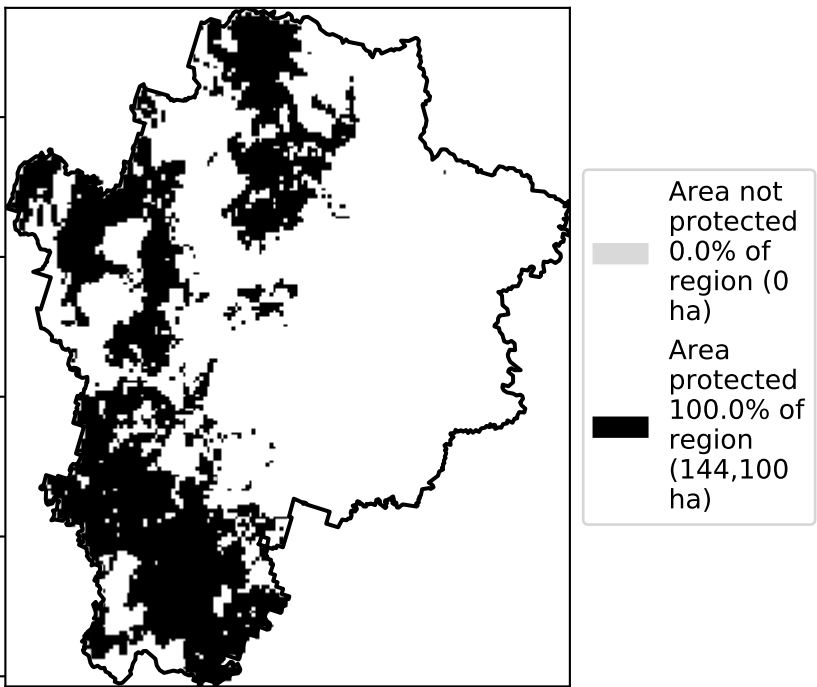 Area not
protected
0.0% of
region (0
ha)
Area
protected
100.0% of
region
(144,100
ha)